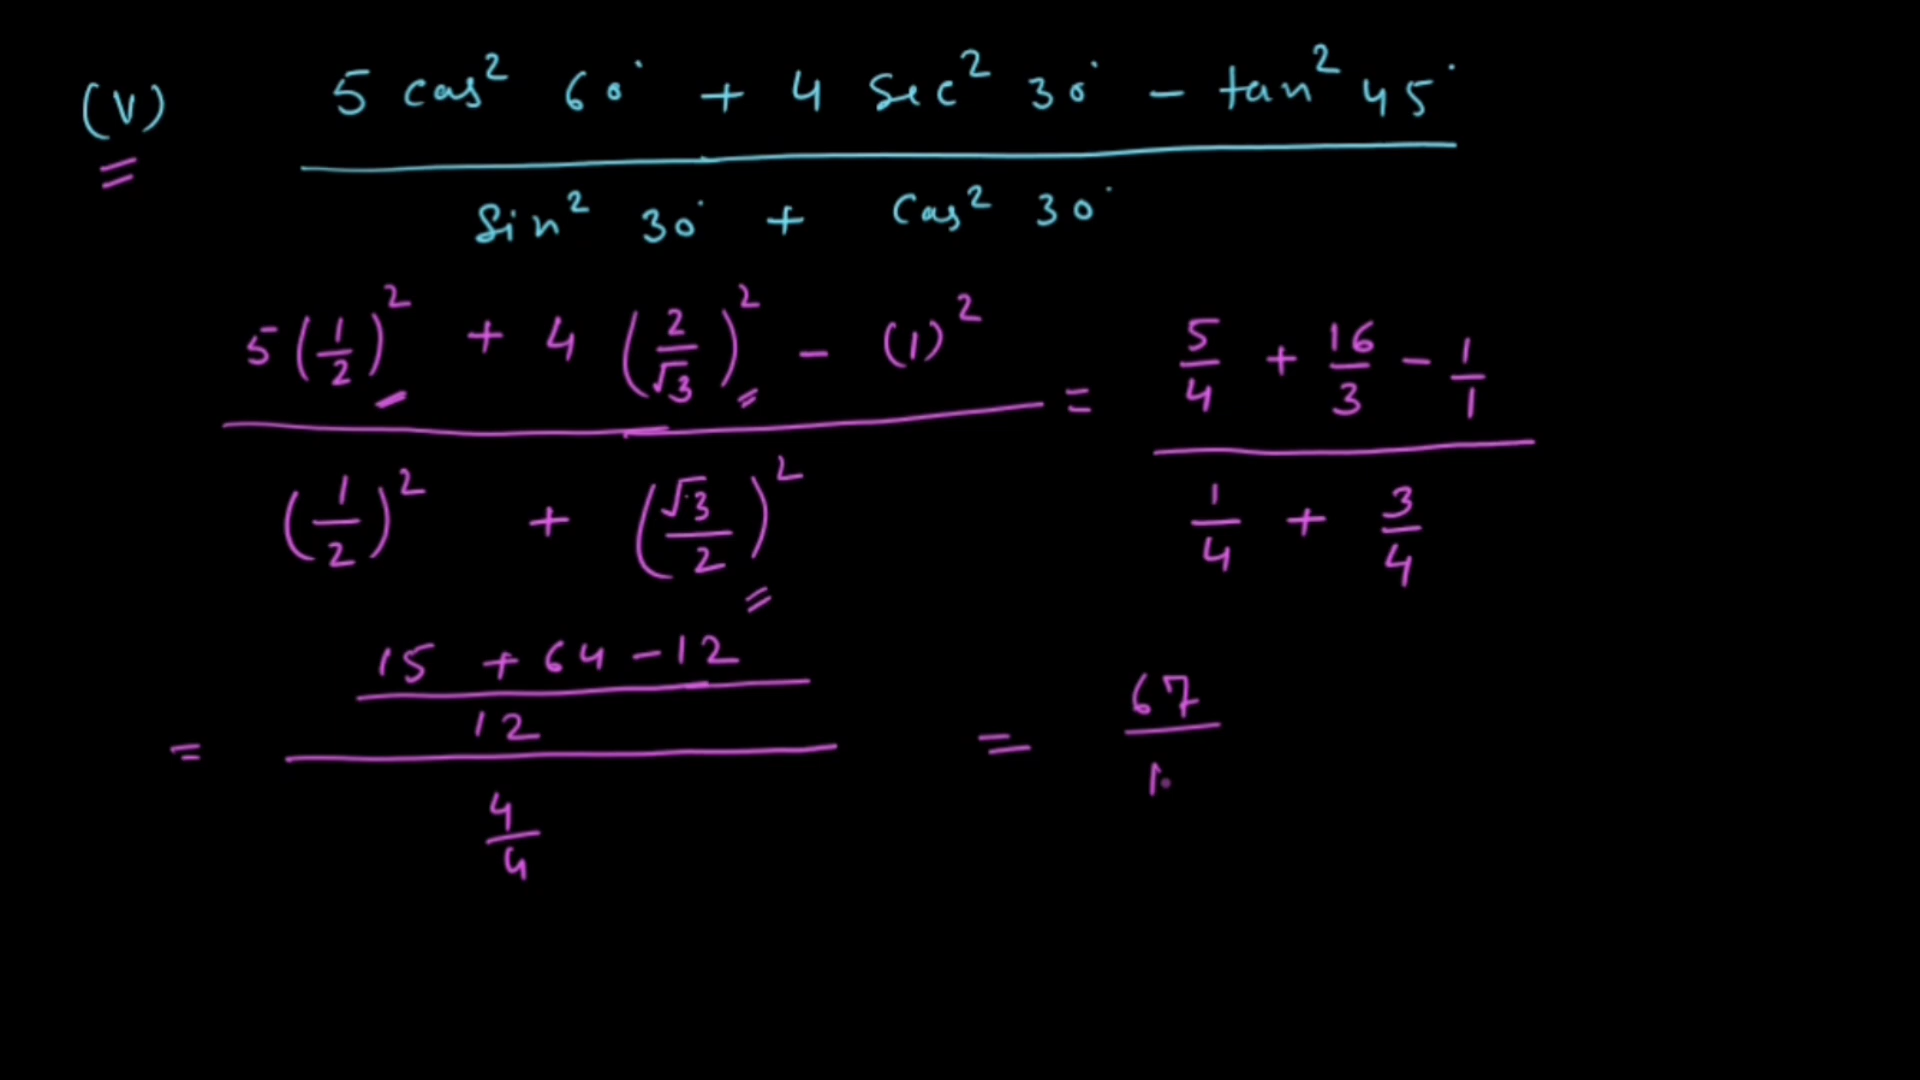 (V) 5 cos² 60° + 4 Sec² 30° - tan² 45°
Sin² 30° + Cos² 30°
5(1/2)² + 4 (2/√3)² - (1)² = 5/4 + 16/3 - 1/1
(1/2)² + (√3/2)² 1/4 + 3/4
= 15 + 64 - 12 / 12 = 67 / 1
4/4